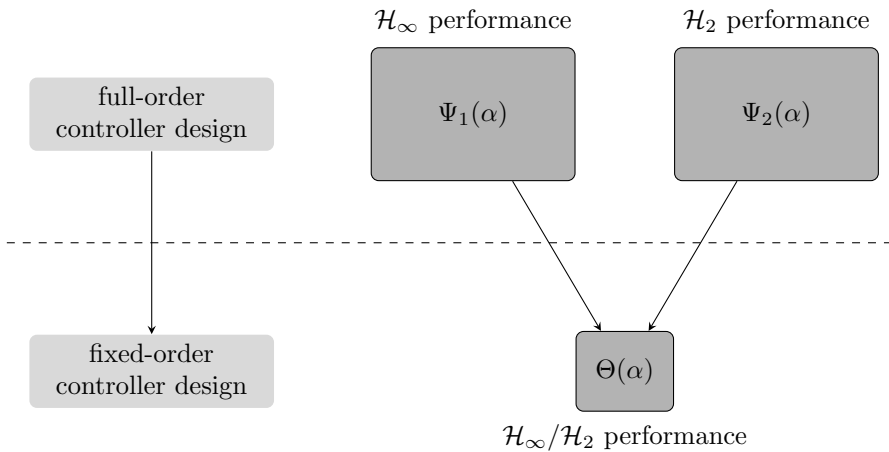 ℋ∞ performance
ℋ₂ performance
full-order
controller design
Ψ₁(α)
Ψ₂(α)
fixed-order
controller design
Θ(α)
ℋ∞/ℋ₂ performance